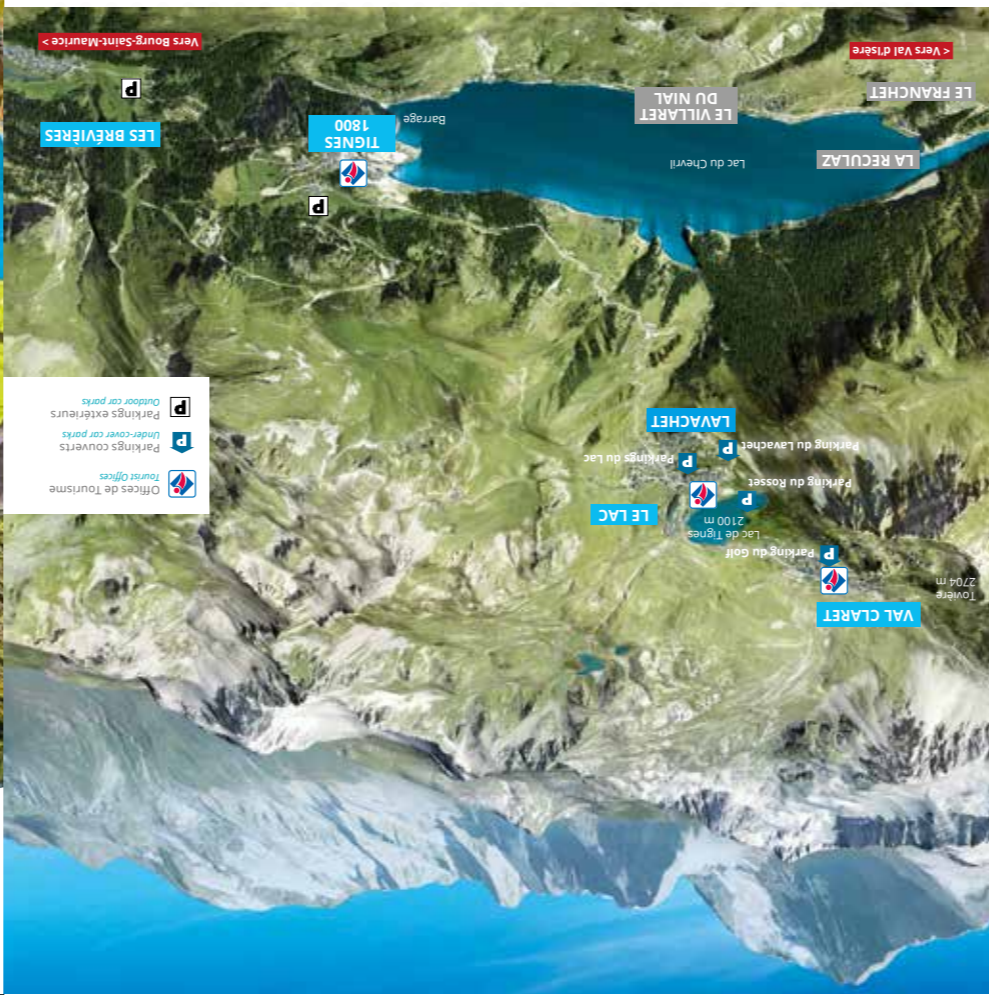 VAL CLARET
Tovière
2704 m
Parking du Golf
Lac de Tignes
2100 m
LE LAC
Parking du Rosset
Parkings du Lac
Parking du Lavachet
LAVACHET
Offices de Tourisme
Tourist Offices
P
Parkings couverts
Under-cover car parks
P
Parkings extérieurs
Outdoor car parks
P
P
P
P
P
TIGNES
1800
LA RECULAZ
Lac du Chevril
LES BRÉVIÈRES
Barrage
LE VILLARET
DU NIAL
LE FRANCHET
P
< Vers Val d'Isère
Vers Bourg-Saint-Maurice >